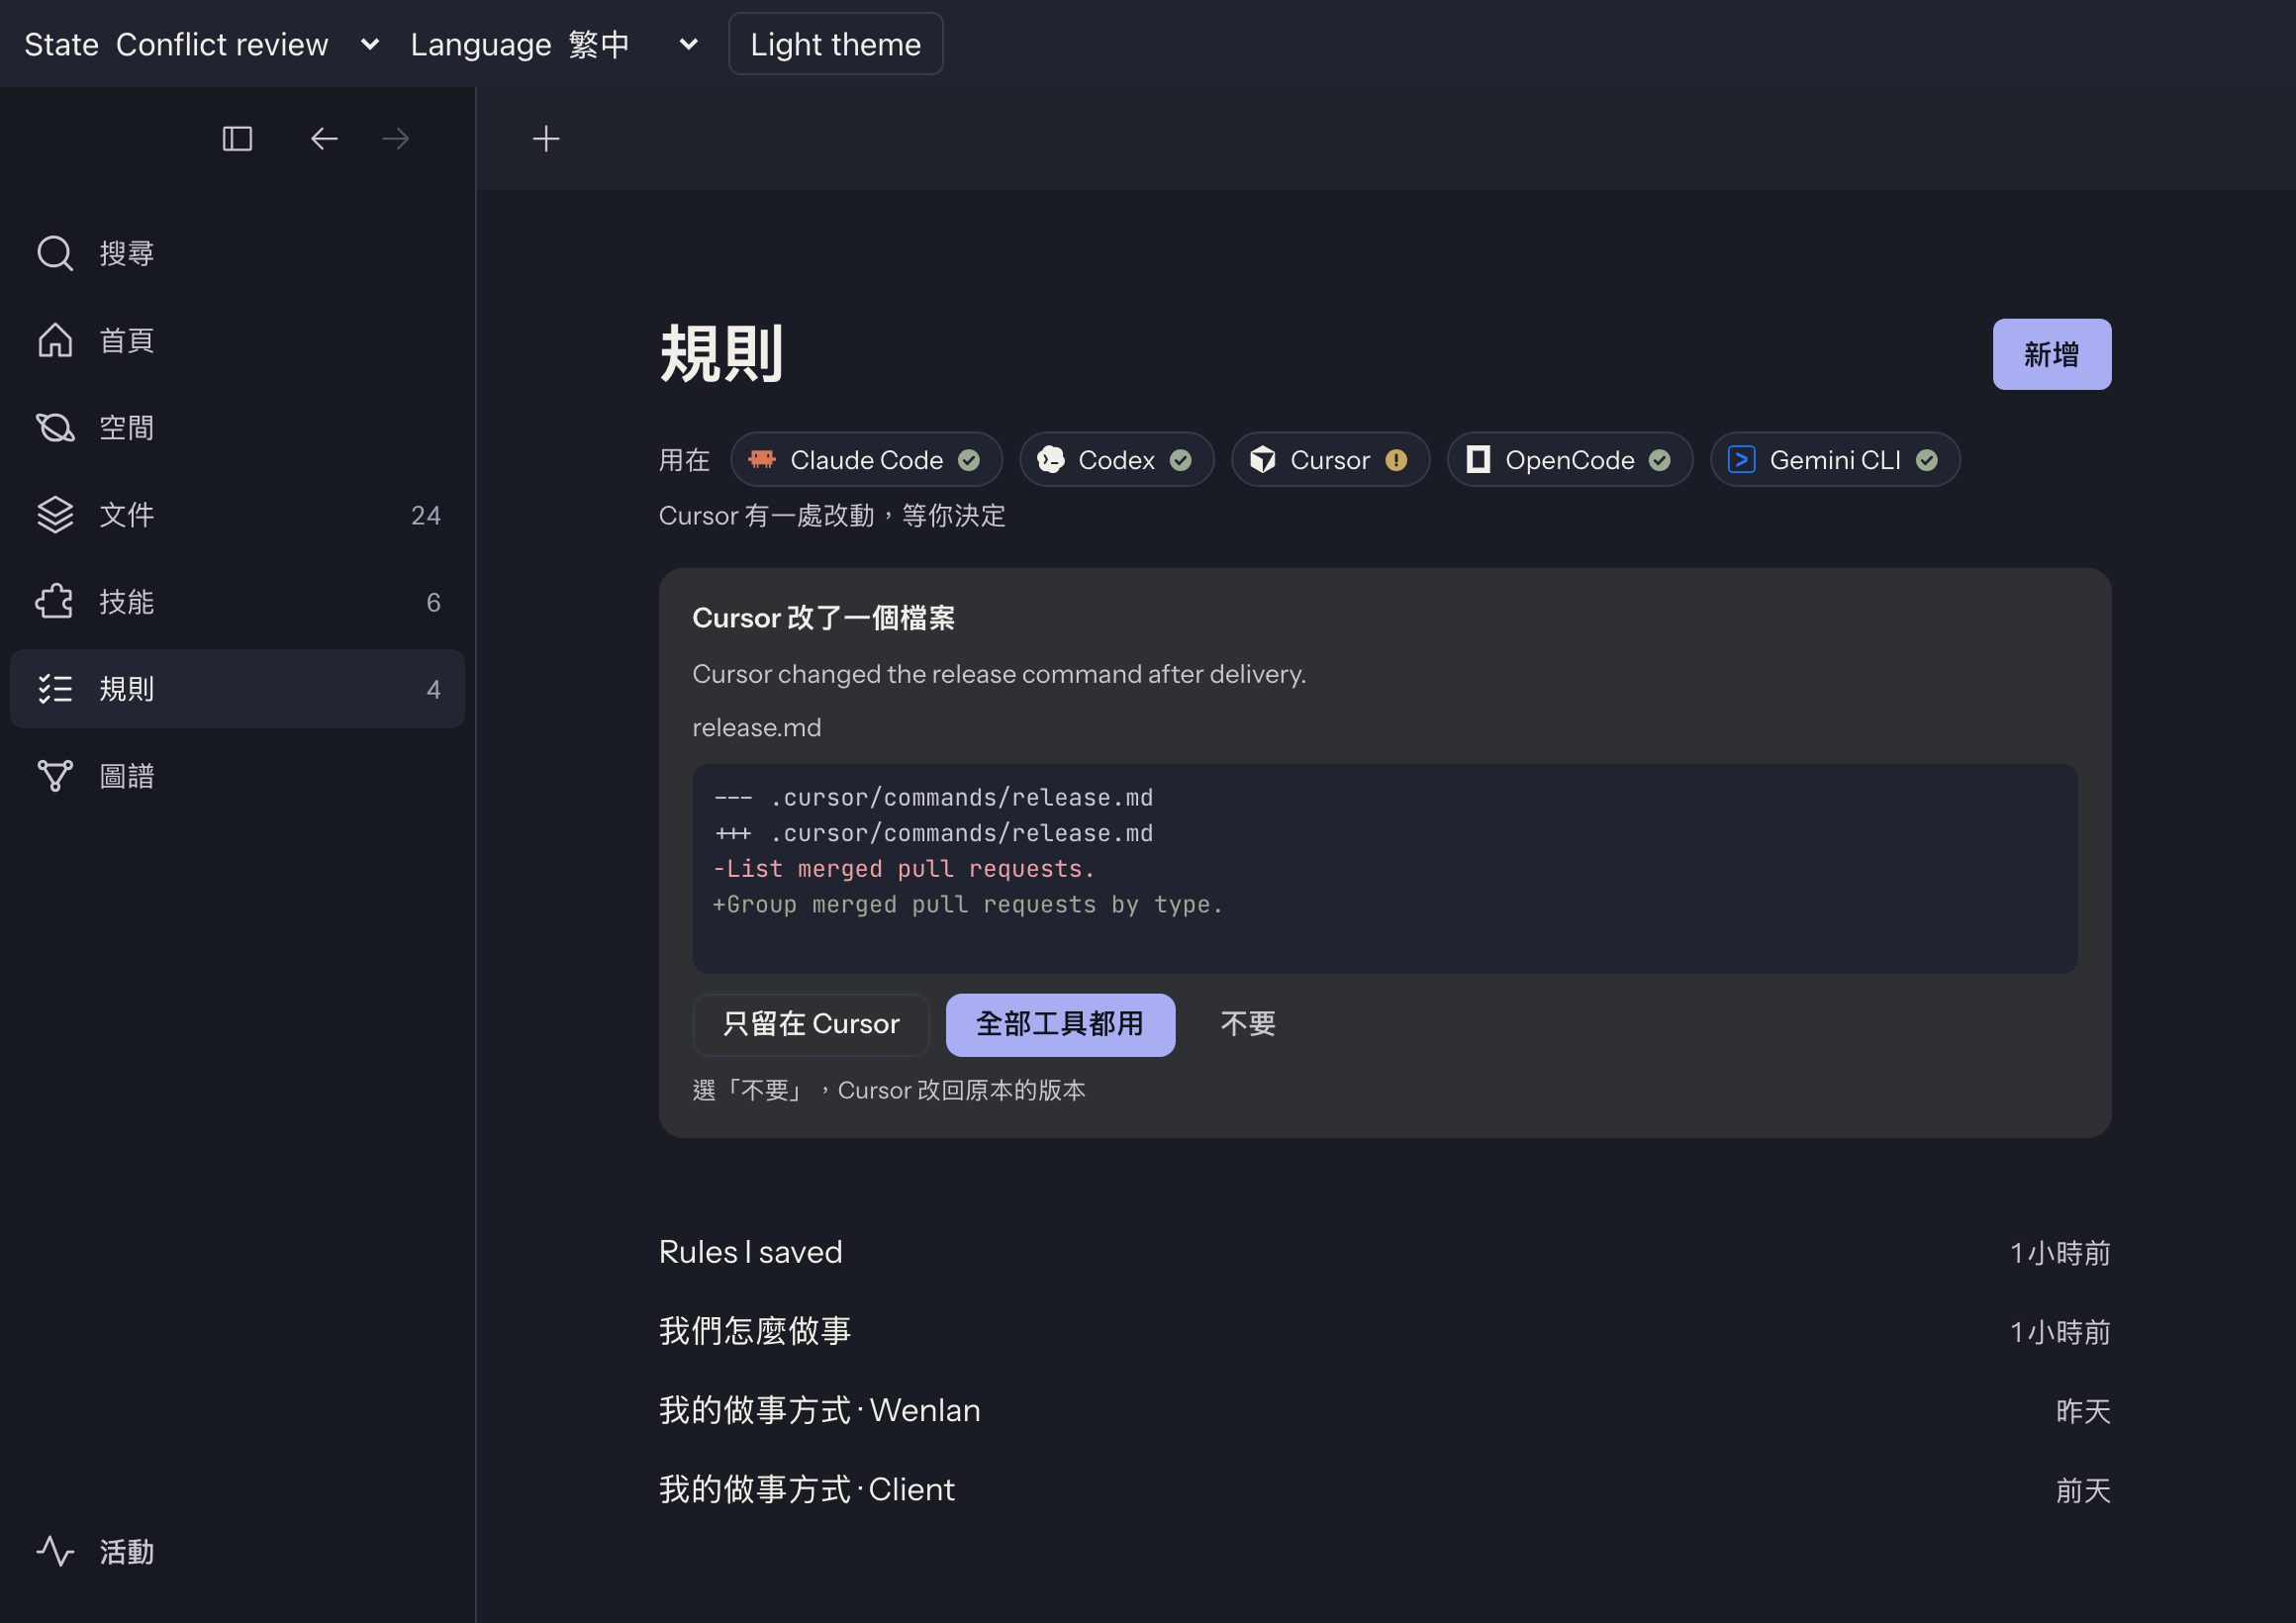 State Conflict review Language 繁中 Light theme
搜尋
首頁
空間
文件 24
技能 6
規則 4
圖譜
活動
規則
新增
用在 Claude Code Codex Cursor OpenCode Gemini CLI
Cursor 有一處改動，等你決定
Cursor 改了一個檔案
Cursor changed the release command after delivery.
release.md
--- .cursor/commands/release.md
+++ .cursor/commands/release.md
-List merged pull requests.
+Group merged pull requests by type.
只留在 Cursor 全部工具都用 不要
選「不要」，Cursor 改回原本的版本
Rules I saved 1 小時前
我們怎麼做事 1 小時前
我的做事方式 · Wenlan 昨天
我的做事方式 · Client 前天